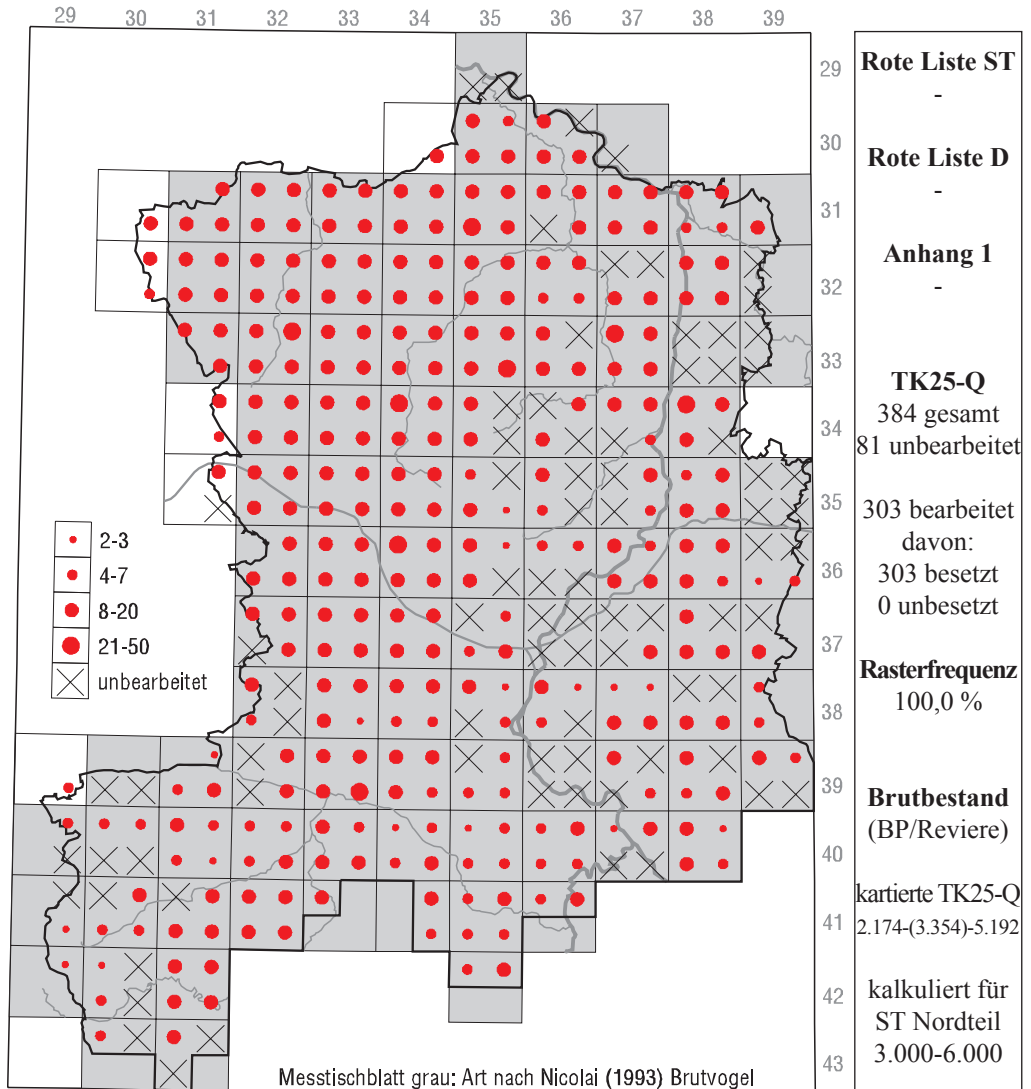 29 30 31 32 33 34 35 36 37 38 39
29
30
31
32
33
34
35
36
37
38
39
40
41
42
43
2-3
4-7
8-20
21-50
unbearbeitet
Messtischblatt grau: Art nach Nicolai (1993) Brutvogel
Rote Liste ST
-
Rote Liste D
-
Anhang 1
-
TK25-Q
384 gesamt
81 unbearbeitet
303 bearbeitet
davon:
303 besetzt
0 unbesetzt
Rasterfrequenz
100,0 %
Brutbestand
(BP/Reviere)
kartierte TK25-Q
2.174-(3.354)-5.192
kalkuliert für
ST Nordteil
3.000-6.000